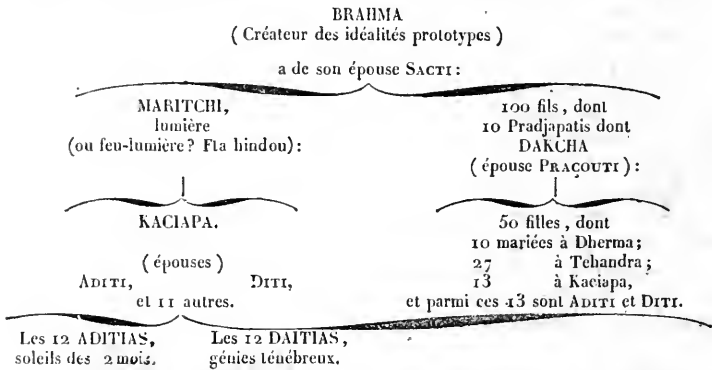 BRAHMA
( Créateur des idéalités prototypes )
a de son épouse SACTI :
MARITCHI,
lumière
(ou feu-lumière? Fta hindou) :
100 fils, dont
10 Pradjapatis dont
DAKCHA
( épouse PRAÇOUTI ) :
KACIAPA.
( épouses )
ADITI, DITI,
et 11 autres.
50 filles, dont
10 mariées à Dherma;
27 à Tchandra;
13 à Kaciapa,
et parmi ces 13 sont ADITI et DITI.
Les 12 ADITIAS,
soleils des 2 mois.
Les 12 DAITIAS,
génies ténébreux.